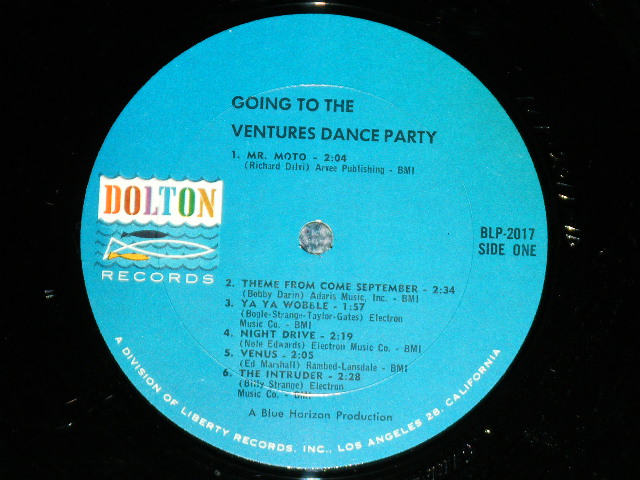 GOING TO THE
VENTURES DANCE PARTY
1. MR. MOTO - 2:04
(Richard Dilvi) Arvee Publishing - BMI
DOLTON
RECORDS
BLP-2017
SIDE ONE
2. THEME FROM COME SEPTEMBER - 2:34
(Bobby Darin) Adaris Music, Inc. - BMI
3. YA YA WOBBLE - 1:57
(Bogle-Strange-Taylor-Gates) Electron
Music Co. - BMI
4. NIGHT DRIVE - 2:19
(Nole Edwards) Electron Music Co. - BMI
5. VENUS - 2:05
(Ed Marshall) Rambed-Lansdale - BMI
6. THE INTRUDER - 2:28
(Billy Strange) Electron
Music Co. - BMI
A Blue Horizon Production
A DIVISION OF LIBERTY RECORDS, INC., LOS ANGELES 28, CALIFORNIA